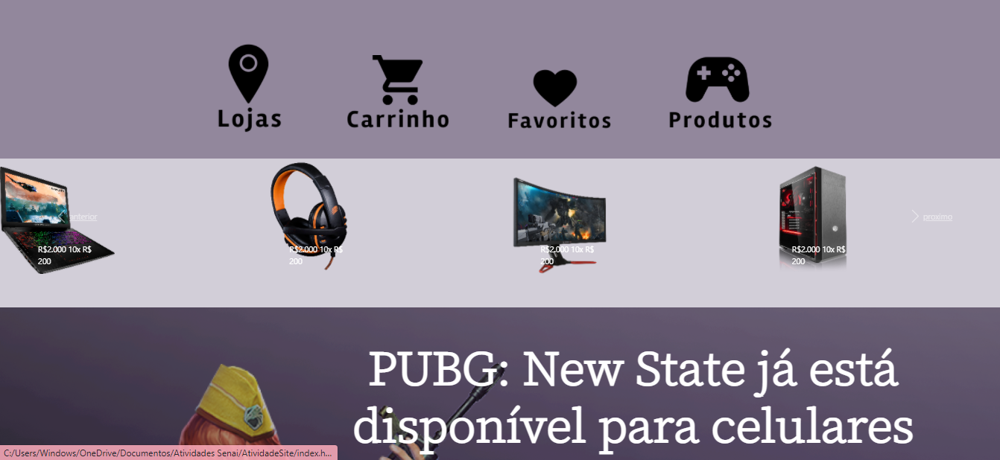 Lojas
Carrinho
Favoritos
Produtos
anterior
proximo
R$2.000 10x R$
200
R$2.000 10x R$
200
R$2.000 10x R$
200
R$2.000 10x R$
200
PUBG: New State já está
disponível para celulares
C:/Users/Windows/OneDrive/Documentos/Atividades Senai/AtividadeSite/index.h...